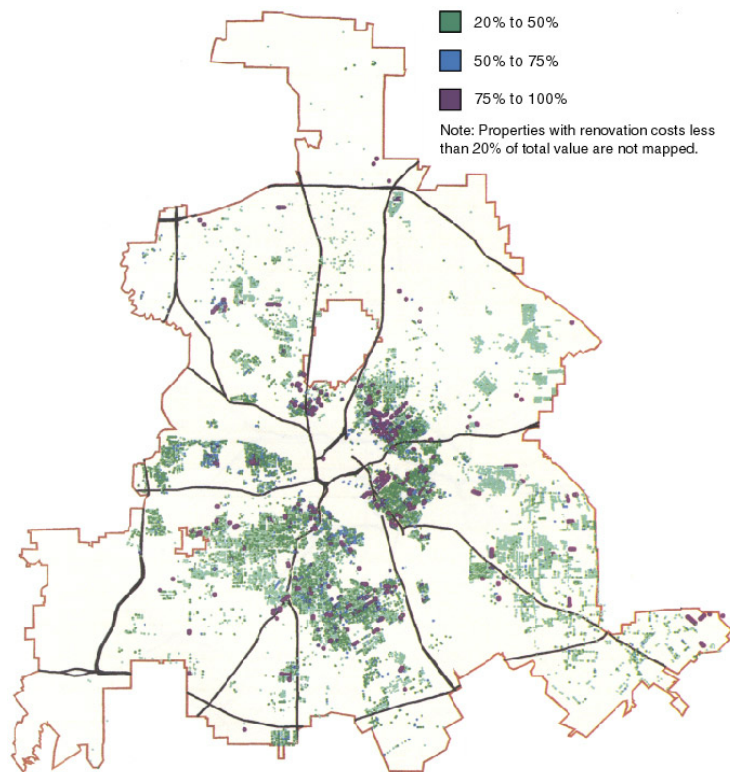 20% to 50%
50% to 75%
75% to 100%
Note: Properties with renovation costs less
than 20% of total value are not mapped.